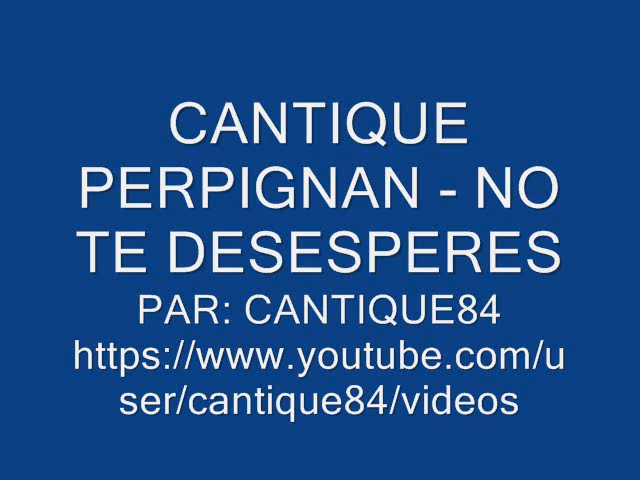 CANTIQUE
PERPIGNAN - NO
TE DESESPERES
PAR: CANTIQUE84
https://www.youtube.com/u
ser/cantique84/videos